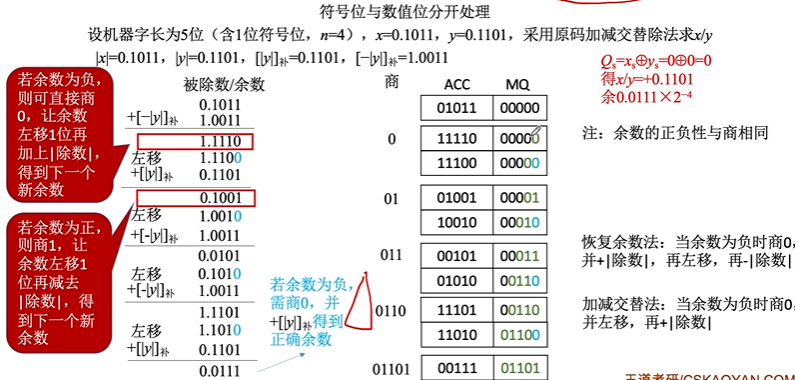 符号位与数值位分开处理
设机器字长为5位（含1位符号位，n=4），x=0.1011，y=0.1101，采用原码加减交替除法求x/y
|x|=0.1011，|y|=0.1101，[|y|]补=0.1101，[−|y|]补=1.0011
Qs=xs⊕ys=0⊕0=0
得x/y=+0.1101
余0.0111×2⁻⁴
若余数为负，
则可直接商
0，让余数
左移1位再
加上|除数|，
得到下一个
新余数
若余数为正，
则商1，让
余数左移1
位再减去
|除数|，得
到下一个新
余数
被除数/余数
0.1011
+[−|y|]补 1.0011
1.1110
左移 1.1100
+[|y|]补 0.1101
0.1001
左移 1.0010
+[-|y|]补 1.0011
0.0101
左移 0.1010
+[-|y|]补 1.0011
1.1101
左移 1.1010
+[|y|]补 0.1101
0.0111
若余数为负，
需商0，并
+[|y|]补得到
正确余数
商 ACC MQ
01011 00000
0 11110 00000
11100 00000
01 01001 00001
10010 00010
011 00101 00011
01010 00110
0110 11101 00110
11010 01100
01101 00111 01101
注：余数的正负性与商相同
恢复余数法：当余数为负时商0，
并+|除数|，再左移，再-|除数|
加减交替法：当余数为负时商0，
并左移，再+|除数|
王道考研/CSKAOYAN.COM